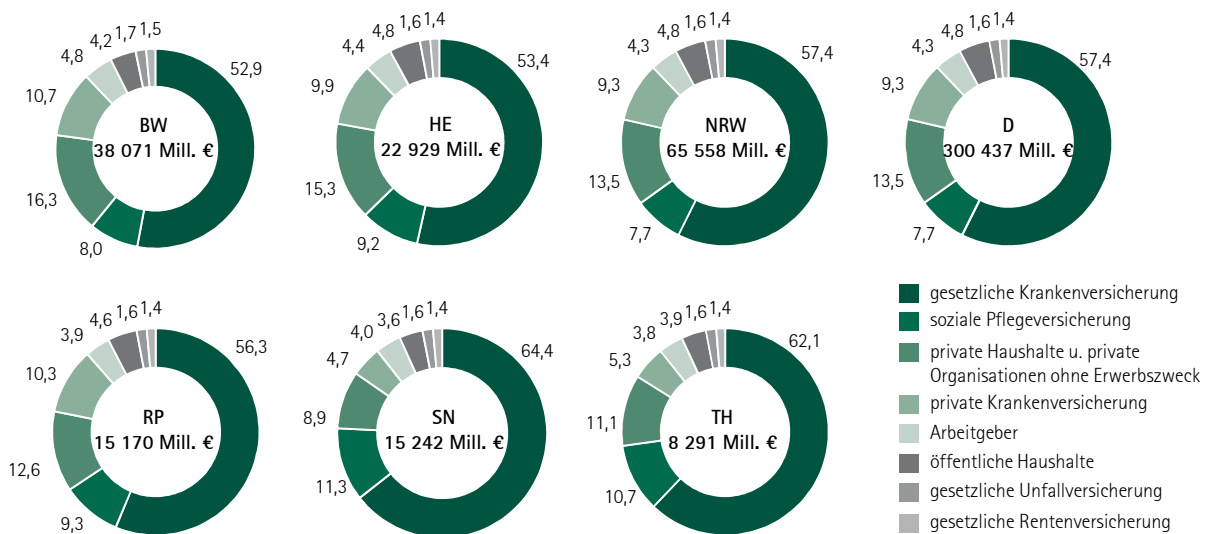 4,8 4,2 1,7 1,5
52,9
10,7
BW
38 071 Mill. €
16,3
8,0
4,4 4,8 1,6 1,4
53,4
9,9
HE
22 929 Mill. €
15,3
9,2
4,3 4,8 1,6 1,4
57,4
9,3
NRW
65 558 Mill. €
13,5
7,7
4,3 4,8 1,6 1,4
57,4
9,3
D
300 437 Mill. €
13,5
7,7
3,9 4,6 1,6 1,4
56,3
10,3
RP
15 170 Mill. €
12,6
9,3
4,0 3,6 1,6 1,4
64,4
4,7
8,9
SN
15 242 Mill. €
11,3
3,8 3,9 1,6 1,4
62,1
5,3
11,1
TH
8 291 Mill. €
10,7
gesetzliche Krankenversicherung
soziale Pflegeversicherung
private Haushalte u. private
Organisationen ohne Erwerbszweck
private Krankenversicherung
Arbeitgeber
öffentliche Haushalte
gesetzliche Unfallversicherung
gesetzliche Rentenversicherung